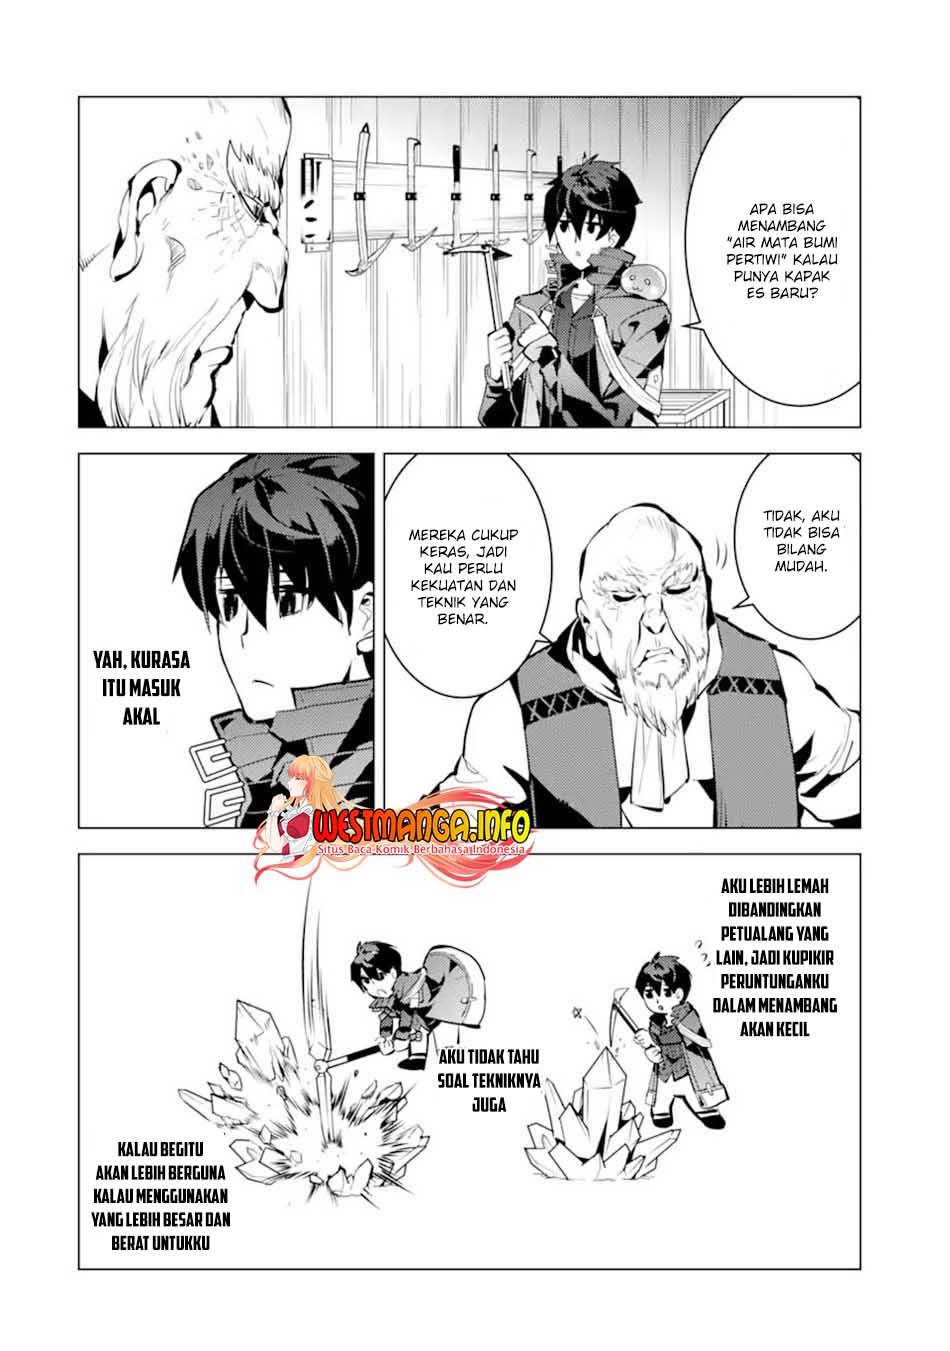 APA BISA
MENAMBANG
"AIR MATA BUMI
PERTIWI" KALAU
PUNYA KAPAK
ES BARU?
TIDAK, AKU
TIDAK BISA
BILANG
MUDAH.
MEREKA CUKUP
KERAS, JADI
KAU PERLU
KEKUATAN DAN
TEKNIK YANG
BENAR.
YAH, KURASA
ITU MASUK
AKAL
WESTMANGA.INFO
Situs Baca Komik Berbahasa Indonesia
AKU LEBIH LEMAH
DIBANDINGKAN
PETUALANG YANG
LAIN, JADI KUPIKIR
PERUNTUNGANKU
DALAM MENAMBANG
AKAN KECIL
AKU TIDAK TAHU
SOAL TEKNIKNYA
JUGA
KALAU BEGITU
AKAN LEBIH BERGUNA
KALAU MENGGUNAKAN
YANG LEBIH BESAR DAN
BERAT UNTUKKU